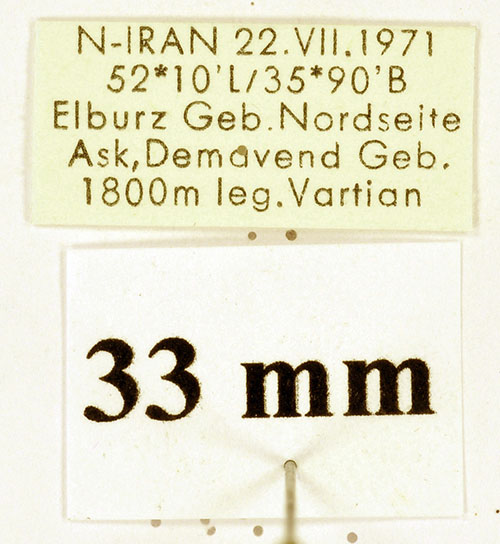 N-IRAN 22.VII.1971
52*10'L/35*90'B
Elburz Geb.Nordseite
Ask,Demavend Geb.
1800m leg.Vartian
33 mm